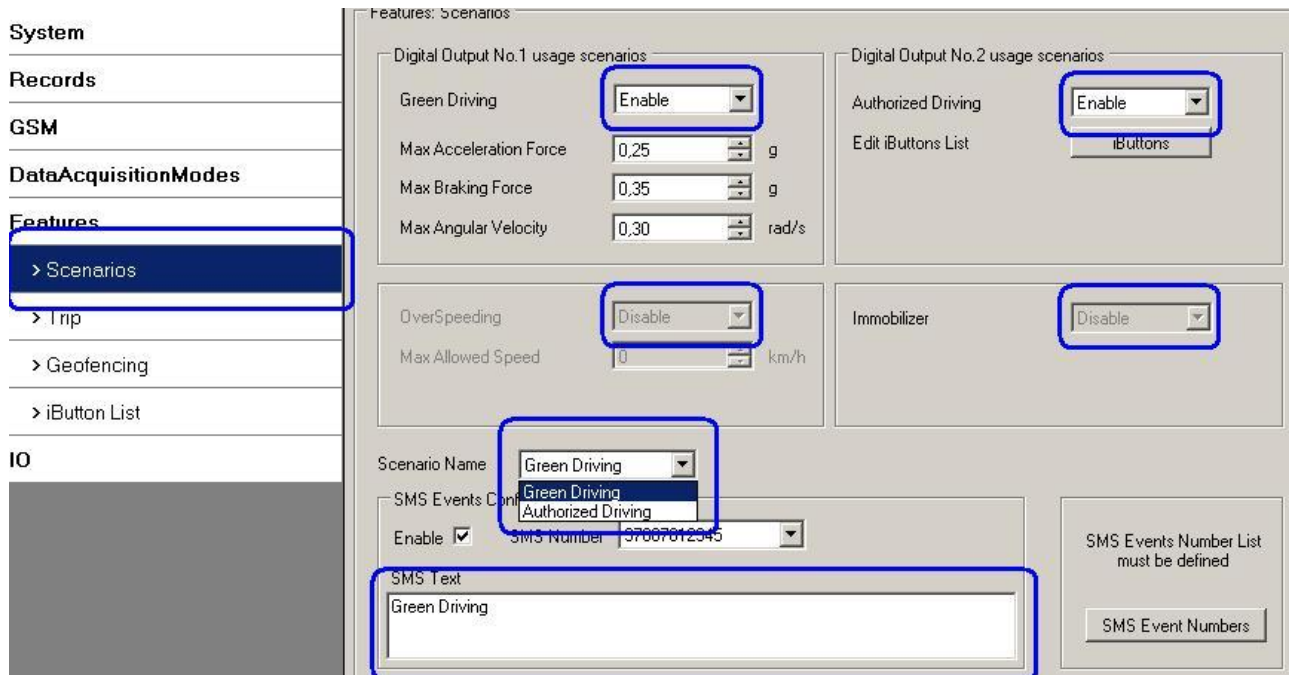 System
Records
GSM
DataAcquisitionModes
Features
> Scenarios
> Trip
> Geofencing
> iButton List
IO
Features: Scenarios
Digital Output No.1 usage scenarios
Green Driving Enable
Max Acceleration Force 0,25 g
Max Braking Force 0,35 g
Max Angular Velocity 0,30 rad/s
Digital Output No.2 usage scenarios
Authorized Driving Enable
Edit iButtons List iButtons
OverSpeeding Disable
Max Allowed Speed 0 km/h
Immobilizer Disable
Scenario Name Green Driving
Green Driving
Authorized Driving
SMS Events
Enable SMS Number
SMS Text
Green Driving
SMS Events Number List
must be defined
SMS Event Numbers